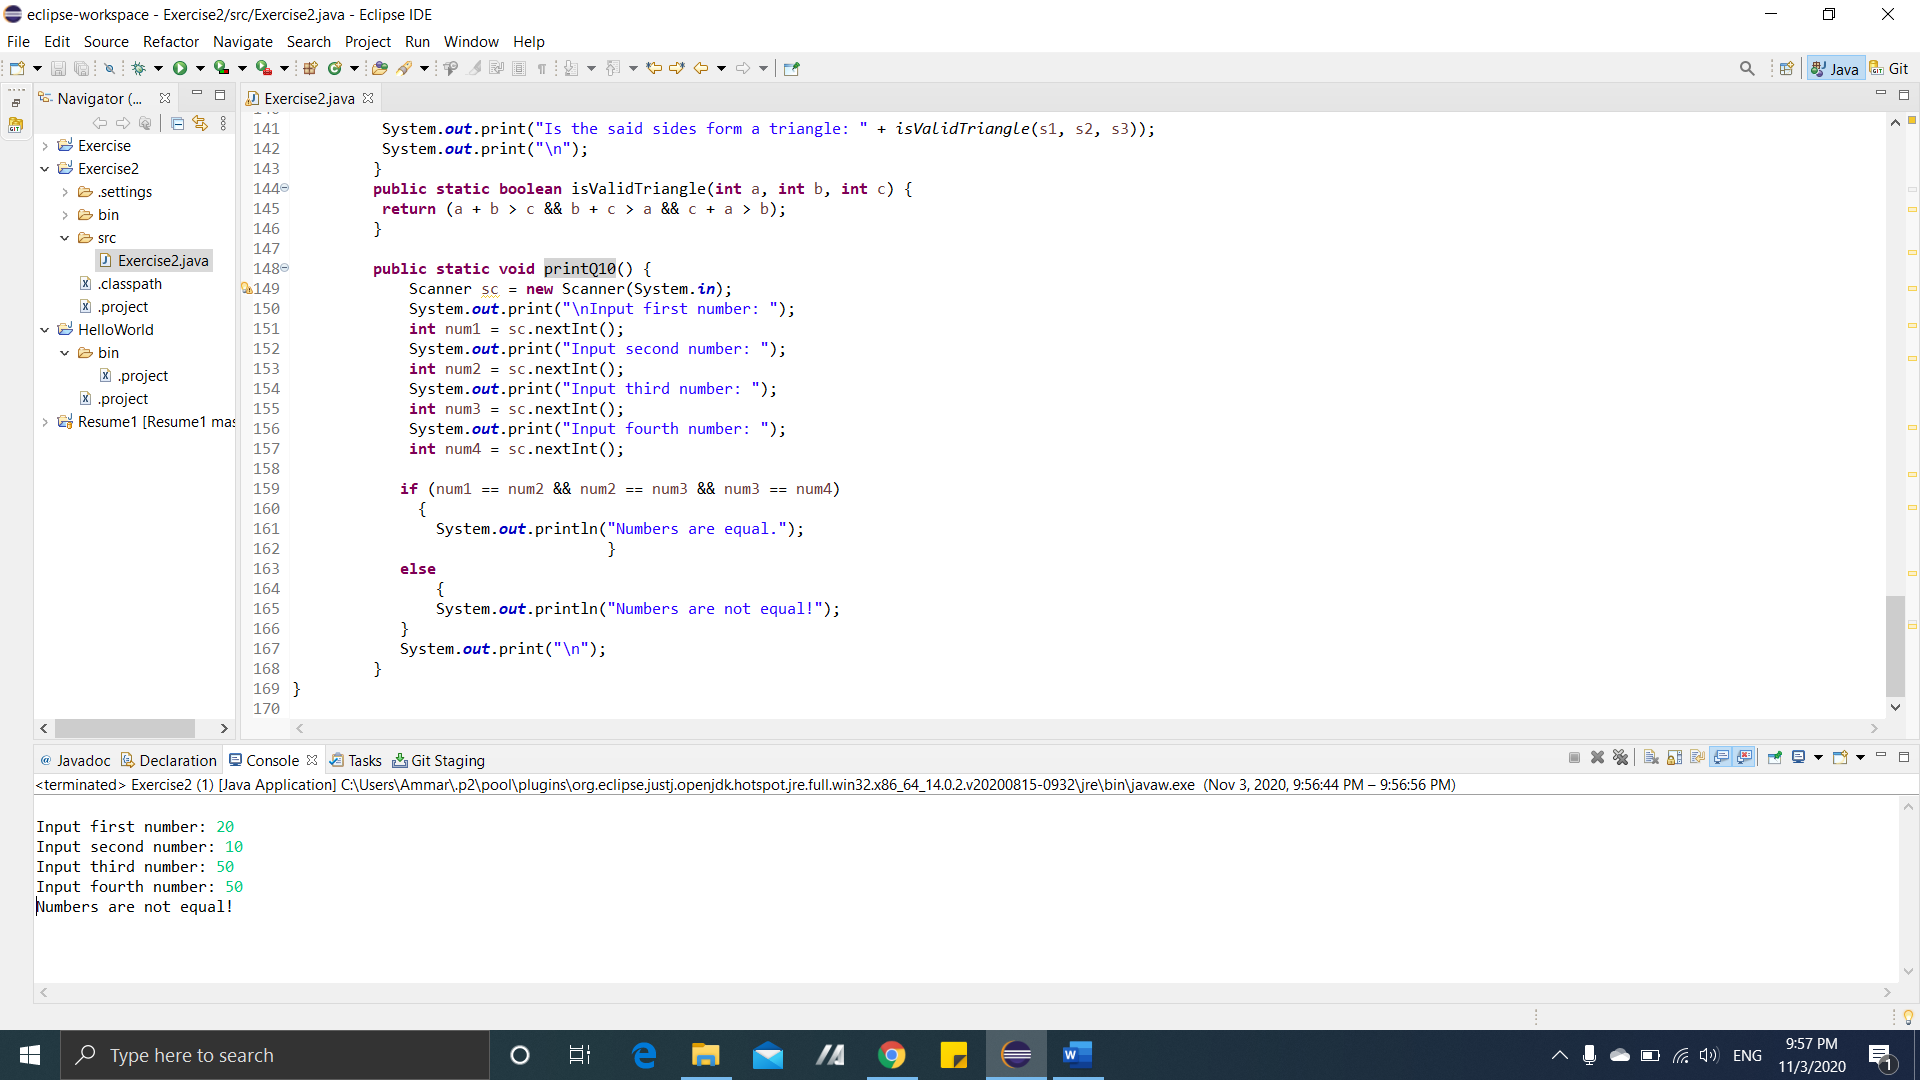 eclipse-workspace - Exercise2/src/Exercise2.java - Eclipse IDE
File Edit Source Refactor Navigate Search Project Run Window Help
Java Git
Navigator (...
Exercise2.java
Exercise
Exercise2
.settings
bin
src
Exercise2.java
.classpath
.project
HelloWorld
bin
.project
.project
Resume1 [Resume1 mas
141 System.out.print("Is the said sides form a triangle: " + isValidTriangle(s1, s2, s3));
142 System.out.print("\n");
143 }
144 public static boolean isValidTriangle(int a, int b, int c) {
145 return (a + b > c && b + c > a && c + a > b);
146 }
147
148 public static void printQ10() {
149 Scanner sc = new Scanner(System.in);
150 System.out.print("\nInput first number: ");
151 int num1 = sc.nextInt();
152 System.out.print("Input second number: ");
153 int num2 = sc.nextInt();
154 System.out.print("Input third number: ");
155 int num3 = sc.nextInt();
156 System.out.print("Input fourth number: ");
157 int num4 = sc.nextInt();
158
159 if (num1 == num2 && num2 == num3 && num3 == num4)
160 {
161 System.out.println("Numbers are equal.");
162 }
163 else
164 {
165 System.out.println("Numbers are not equal!");
166 }
167 System.out.print("\n");
168 }
169 }
170
@ Javadoc Declaration Console Tasks Git Staging
<terminated> Exercise2 (1) [Java Application] C:\Users\Ammar\.p2\pool\plugins\org.eclipse.justj.openjdk.hotspot.jre.full.win32.x86_64_14.0.2.v20200815-0932\jre\bin\javaw.exe (Nov 3, 2020, 9:56:44 PM – 9:56:56 PM)
Input first number: 20
Input second number: 10
Input third number: 50
Input fourth number: 50
Numbers are not equal!
Type here to search
ENG
9:57 PM
11/3/2020
1